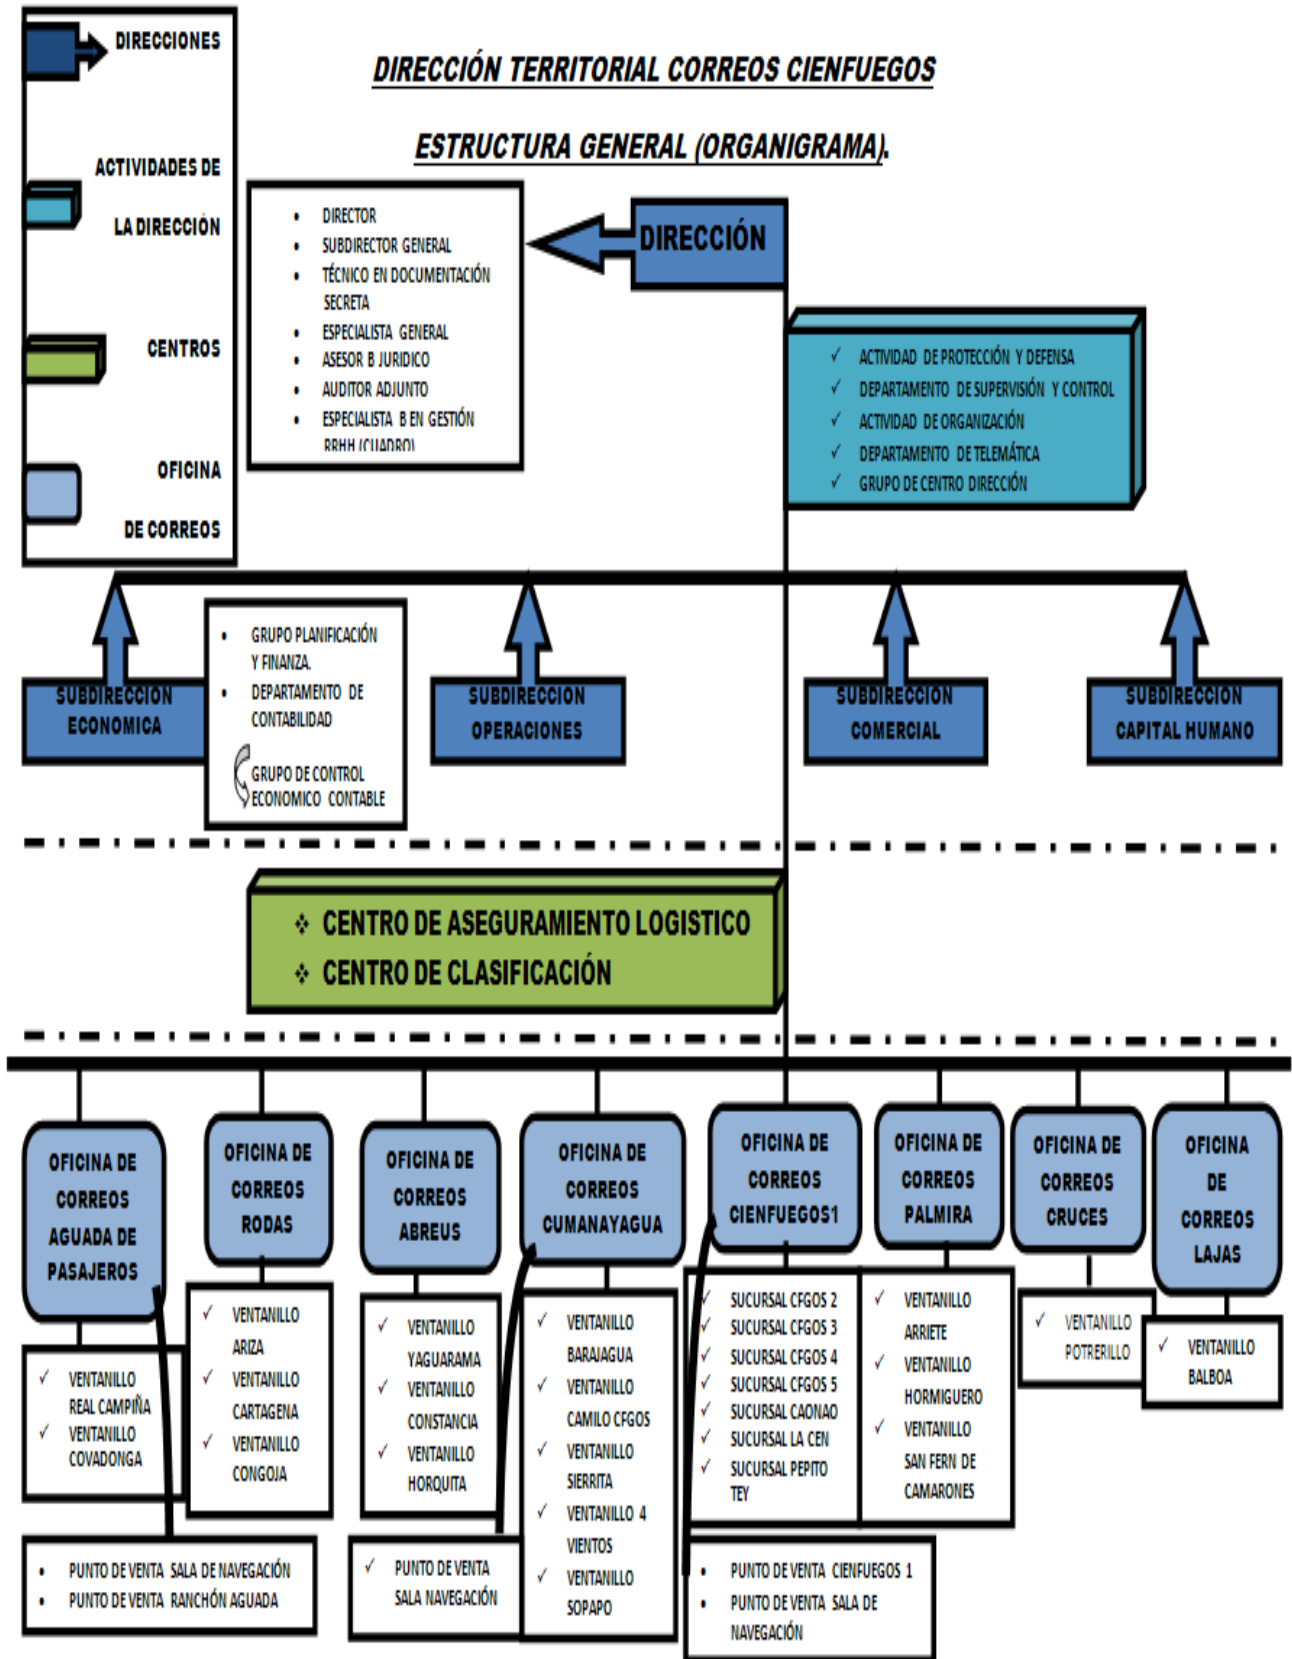 DIRECCIONES
ACTIVIDADES DE
LA DIRECCIÓN
CENTROS
OFICINA
DE CORREOS
DIRECCIÓN TERRITORIAL CORREOS CIENFUEGOS
ESTRUCTURA GENERAL (ORGANIGRAMA).
• DIRECTOR
• SUBDIRECTOR GENERAL
• TÉCNICO EN DOCUMENTACIÓN
SECRETA
• ESPECIALISTA GENERAL
• ASESOR B JURIDICO
• AUDITOR ADJUNTO
• ESPECIALISTA B EN GESTIÓN
RRHH (CUADRO)
DIRECCIÓN
✓ ACTIVIDAD DE PROTECCIÓN Y DEFENSA
✓ DEPARTAMENTO DE SUPERVISIÓN Y CONTROL
✓ ACTIVIDAD DE ORGANIZACIÓN
✓ DEPARTAMENTO DE TELEMÁTICA
✓ GRUPO DE CENTRO DIRECCIÓN
SUBDIRECCION
ECONOMICA
• GRUPO PLANIFICACIÓN
Y FINANZA.
• DEPARTAMENTO DE
CONTABILIDAD
GRUPO DE CONTROL
ECONOMICO CONTABLE
SUBDIRECCION
OPERACIONES
SUBDIRECCION
COMERCIAL
SUBDIRECCION
CAPITAL HUMANO
❖ CENTRO DE ASEGURAMIENTO LOGISTICO
❖ CENTRO DE CLASIFICACIÓN
OFICINA DE
CORREOS
AGUADA DE
PASAJEROS
✓ VENTANILLO
REAL CAMPIÑA
✓ VENTANILLO
COVADONGA
• PUNTO DE VENTA SALA DE NAVEGACIÓN
• PUNTO DE VENTA RANCHÓN AGUADA
OFICINA DE
CORREOS
RODAS
✓ VENTANILLO
ARIZA
✓ VENTANILLO
CARTAGENA
✓ VENTANILLO
CONGOJA
OFICINA DE
CORREOS
ABREUS
✓ VENTANILLO
YAGUARAMA
✓ VENTANILLO
CONSTANCIA
✓ VENTANILLO
HORQUITA
OFICINA DE
CORREOS
CUMANAYAGUA
✓ VENTANILLO
BARAJAGUA
✓ VENTANILLO
CAMILO CFGOS
✓ VENTANILLO
SIERRITA
✓ VENTANILLO 4
VIENTOS
✓ VENTANILLO
SOPAPO
✓ PUNTO DE VENTA
SALA NAVEGACIÓN
OFICINA DE
CORREOS
CIENFUEGOS1
✓ SUCURSAL CFGOS 2
✓ SUCURSAL CFGOS 3
✓ SUCURSAL CFGOS 4
✓ SUCURSAL CFGOS 5
✓ SUCURSAL CAONAO
✓ SUCURSAL LA CEN
✓ SUCURSAL PEPITO
TEY
• PUNTO DE VENTA CIENFUEGOS 1
• PUNTO DE VENTA SALA DE
NAVEGACIÓN
OFICINA DE
CORREOS
PALMIRA
✓ VENTANILLO
ARRIETE
✓ VENTANILLO
HORMIGUERO
✓ VENTANILLO
SAN FERN DE
CAMARONES
OFICINA DE
CORREOS
CRUCES
✓ VENTANILLO
POTRERILLO
OFICINA
DE
CORREOS
LAJAS
✓ VENTANILLO
BALBOA